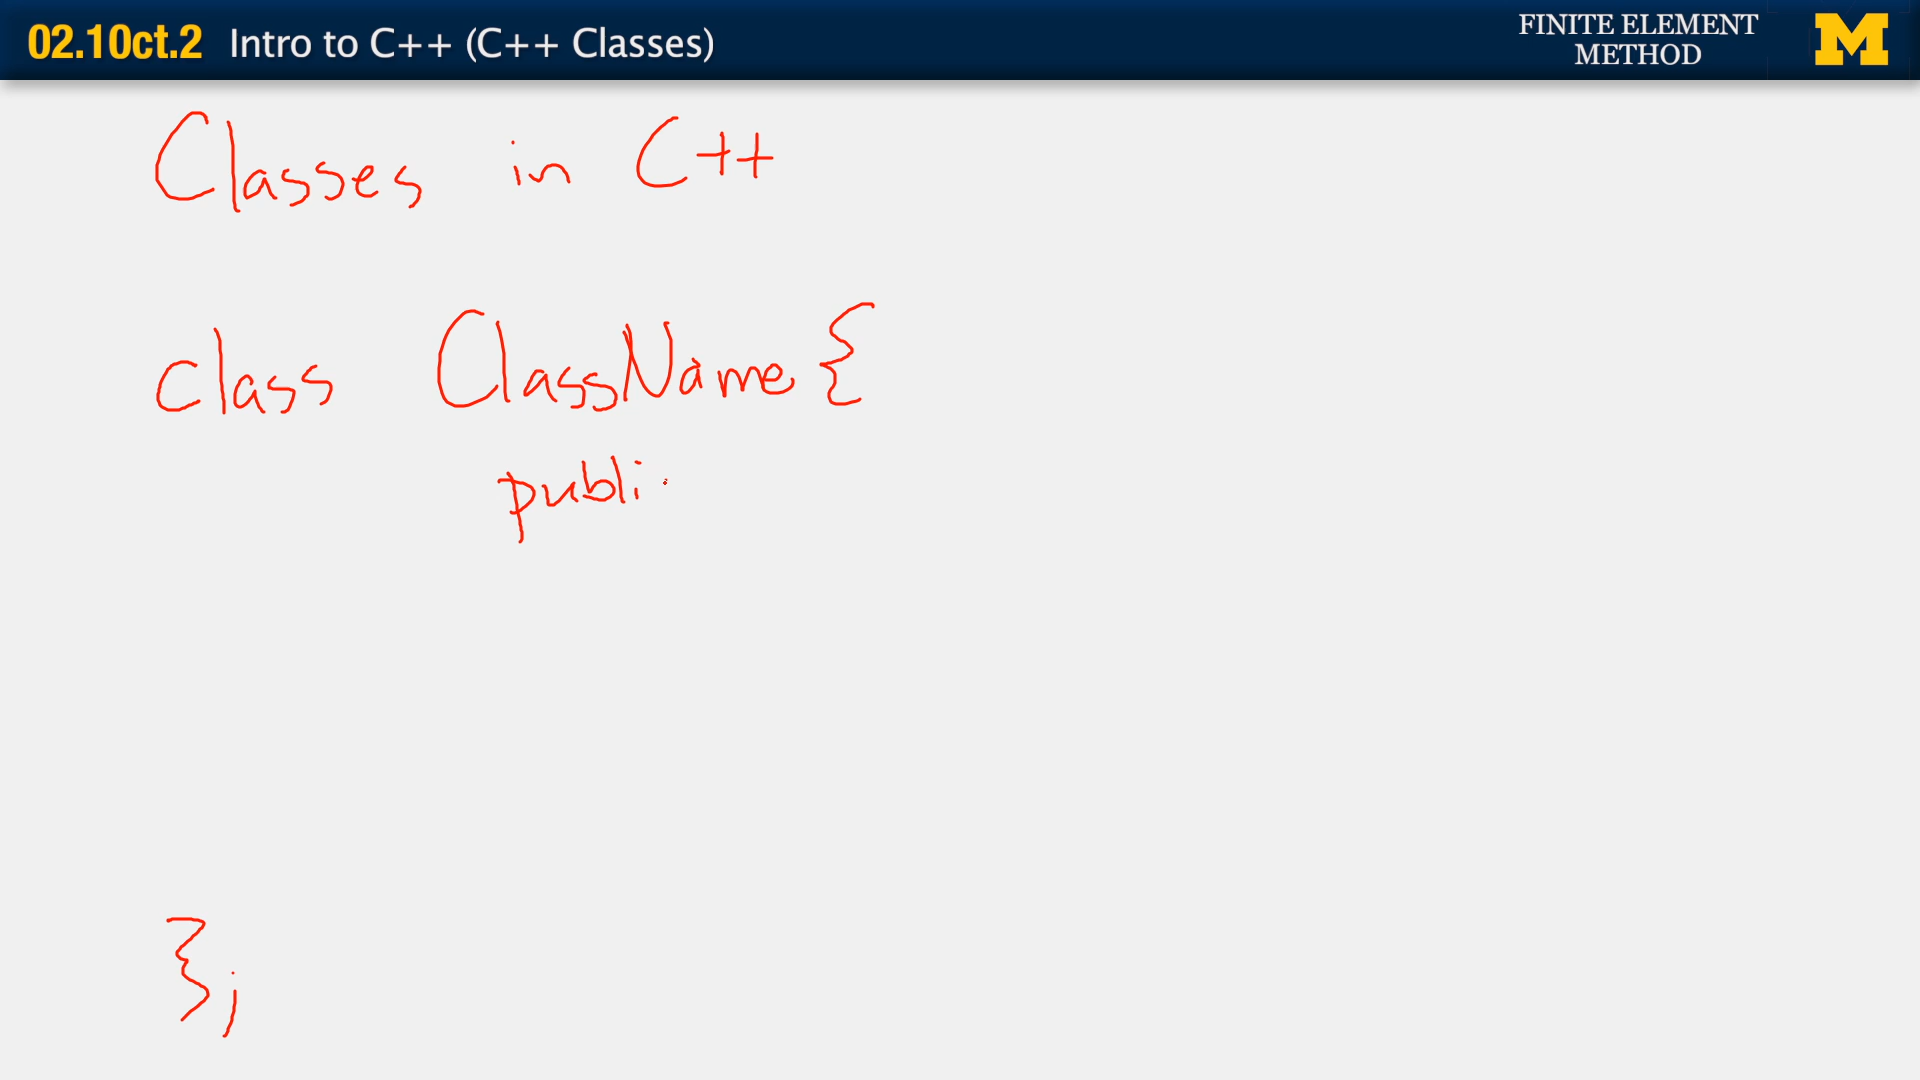 02.10ct.2 Intro to C++ (C++ Classes)
FINITE ELEMENT
METHOD
M
Classes in C++
class ClassName {
publi
};